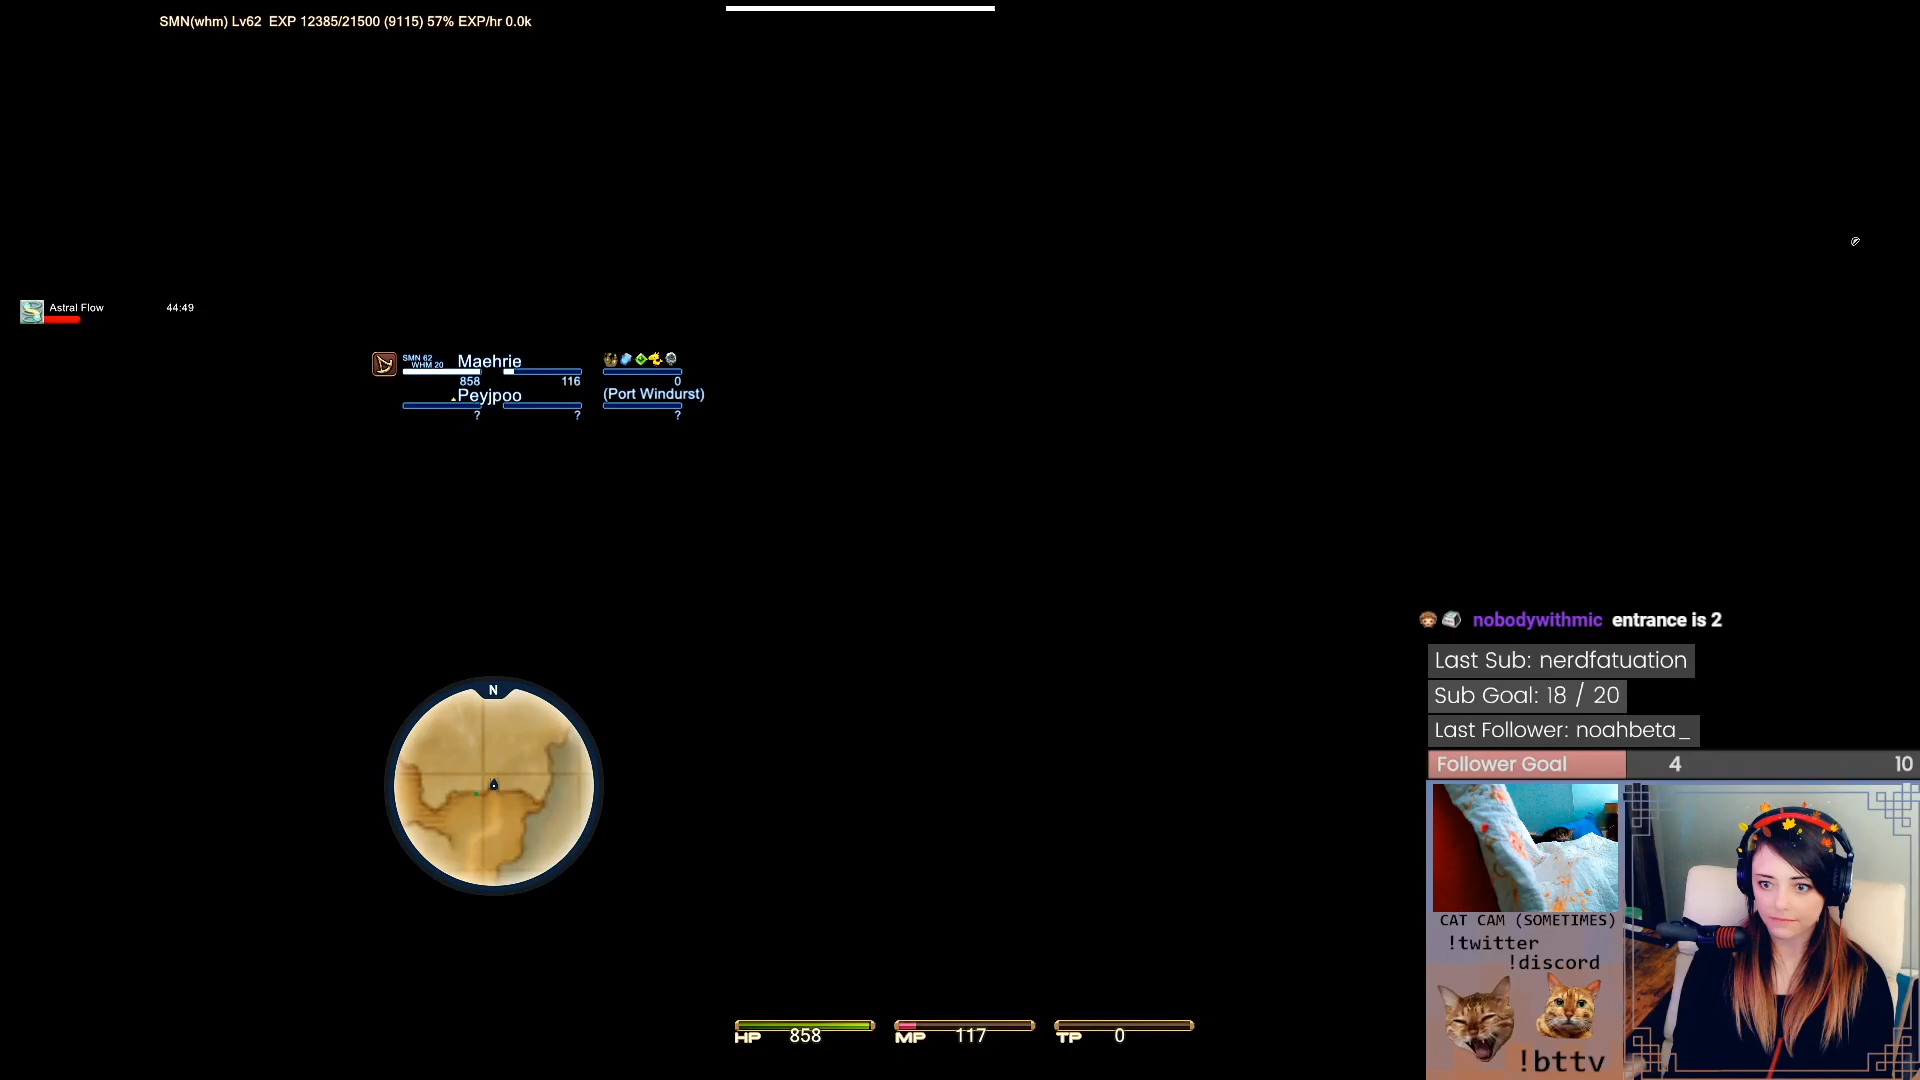 SMN(whm) Lv62 EXP 12385/21500 (9115) 57% EXP/hr 0.0k
Astral Flow 44:49
SMN 62
WHM 20
Maehrie
858 116 0
Peyjpoo (Port Windurst)
? ? ?
nobodywithmic entrance is 2
Last Sub: nerdfatuation
Sub Goal: 18 / 20
Last Follower: noahbeta_
Follower Goal 4 10
N
CAT CAM (SOMETIMES)
!twitter
!discord
!bttv
HP 858 MP 117 TP 0